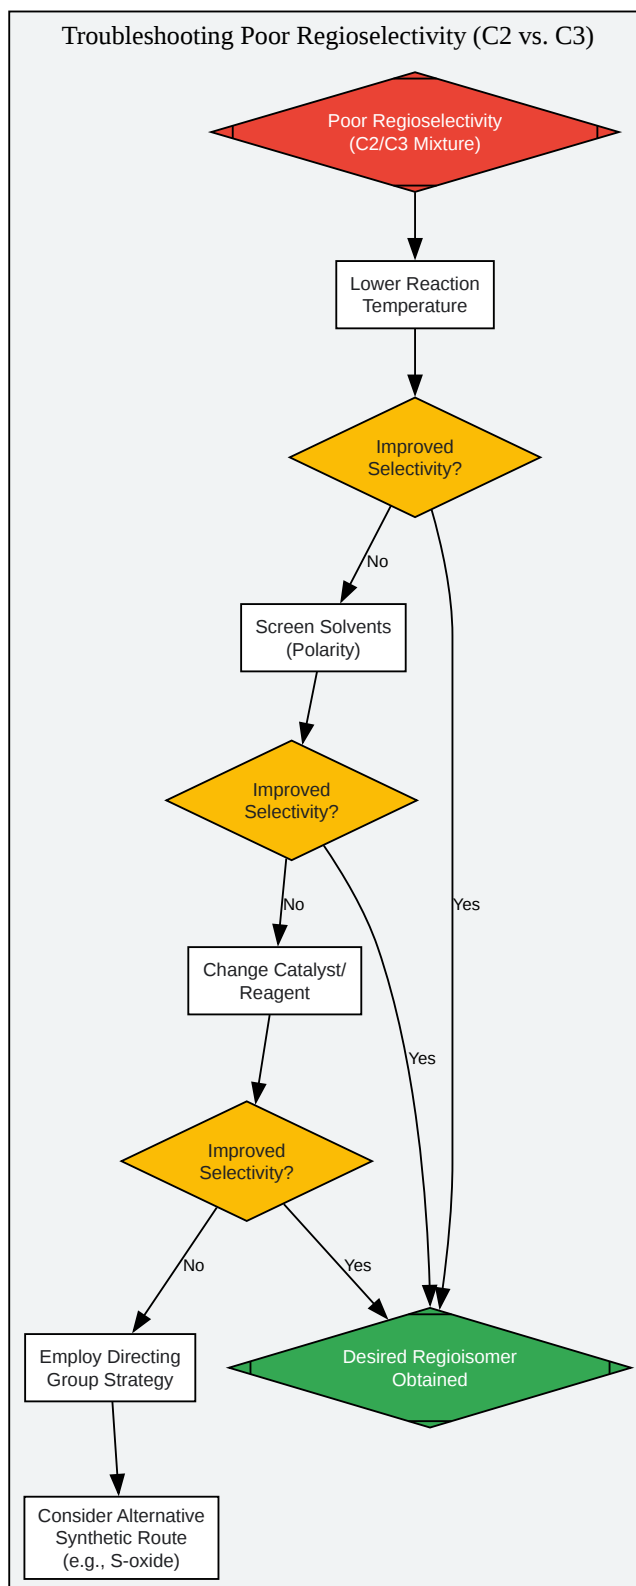 Troubleshooting Poor Regioselectivity (C2 vs. C3)
Poor Regioselectivity
(C2/C3 Mixture)
Lower Reaction
Temperature
Improved
Selectivity?
No
Screen Solvents
(Polarity)
Improved
Selectivity?
No
Yes
Change Catalyst/
Reagent
Yes
Improved
Selectivity?
No
Yes
Employ Directing
Group Strategy
Desired Regioisomer
Obtained
Consider Alternative
Synthetic Route
(e.g., S-oxide)